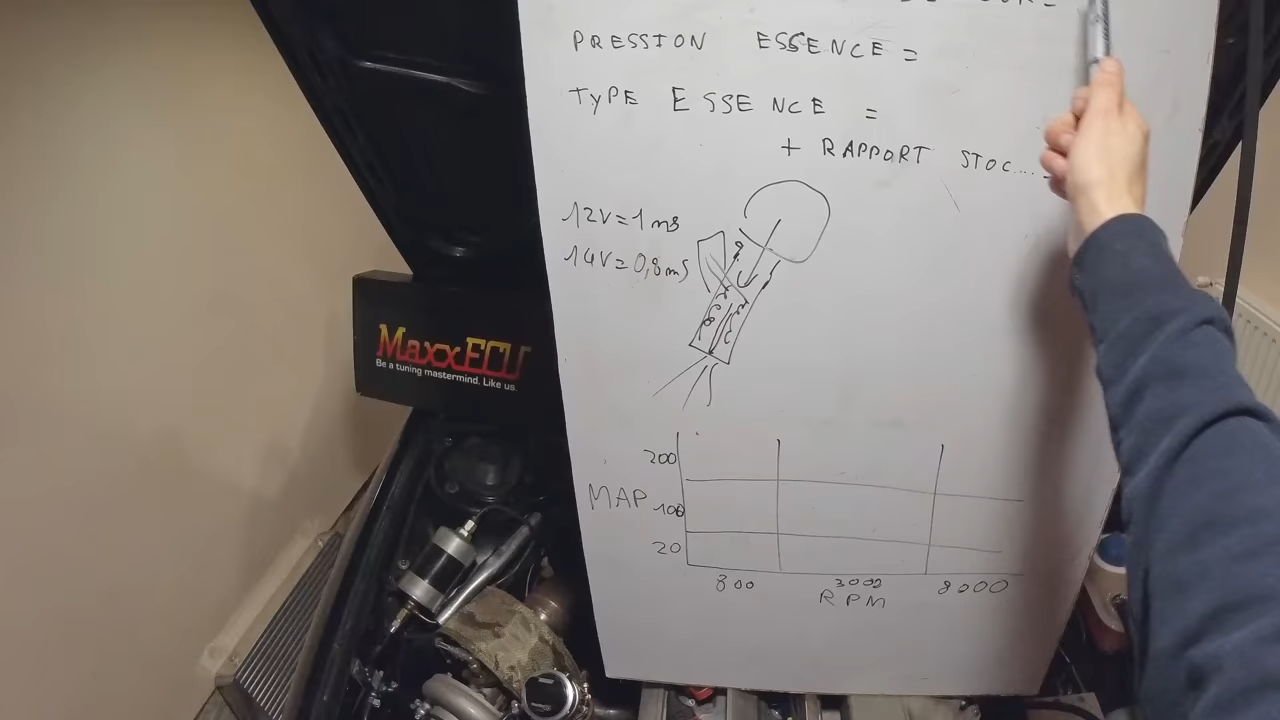 PRESSION ESSENCE =
TYPE ESSENCE =
+ RAPPORT STOC....
12V=1ms
14V=0,8ms
MaxxECU
Be a tuning mastermind. Like us.
200
MAP 100
20
800 3000 8000
RPM